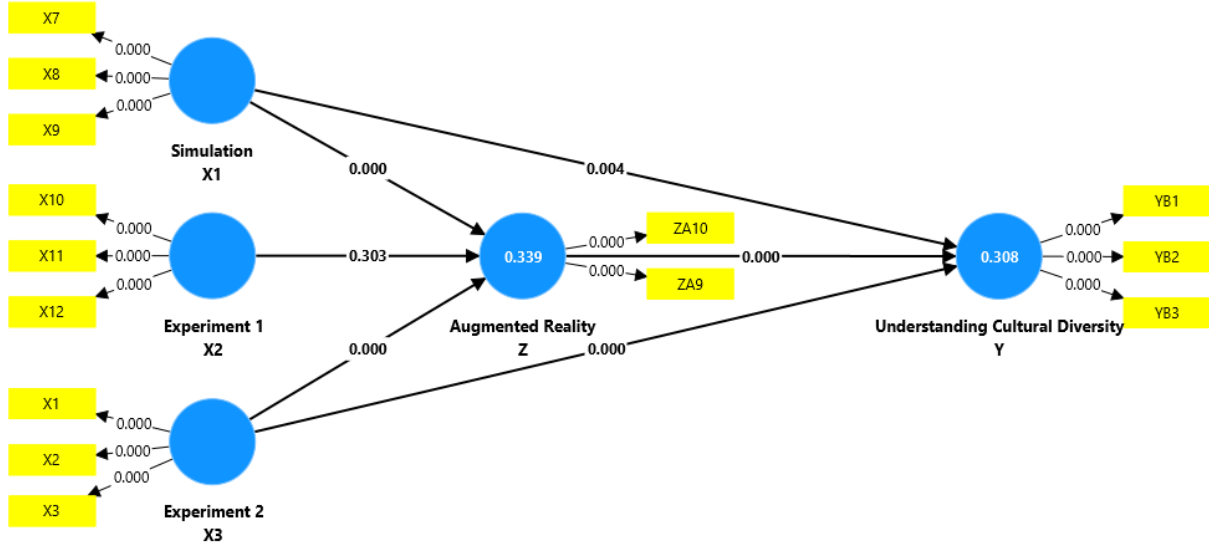 X7
0.000
X8
0.000
0.000
X9
Simulation
X1
0.000
0.004
X10
0.000
X11
0.000
0.000
X12
Experiment 1
X2
0.303
0.339
Augmented Reality
Z
0.000
ZA10
0.000
ZA9
0.000
0.308
Understanding Cultural Diversity
Y
0.000
YB1
0.000
YB2
0.000
YB3
0.000
0.000
X1
0.000
X2
0.000
0.000
X3
Experiment 2
X3